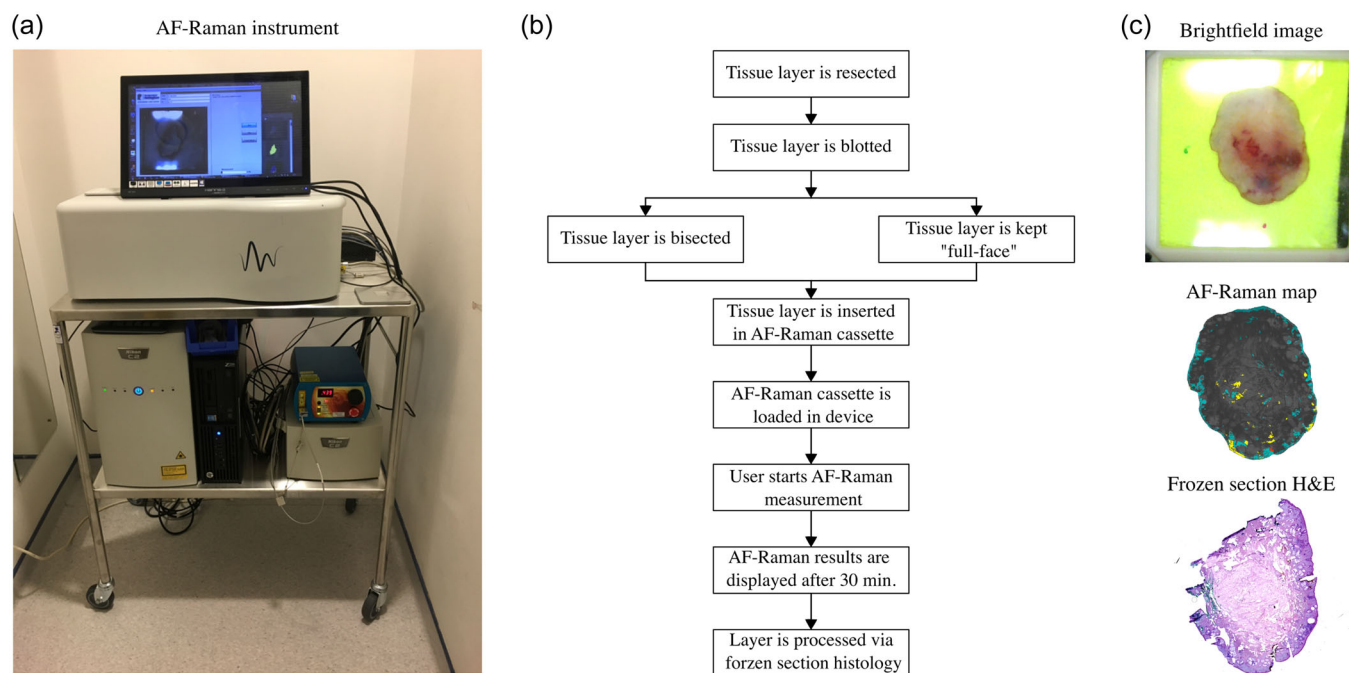 (a)
AF-Raman instrument
(b)
Tissue layer is resected
Tissue layer is blotted
Tissue layer is bisected
Tissue layer is kept
"full-face"
Tissue layer is inserted
in AF-Raman cassette
AF-Raman cassette is
loaded in device
User starts AF-Raman
measurement
AF-Raman results are
displayed after 30 min.
Layer is processed via
forzen section histology
(c)
Brightfield image
AF-Raman map
Frozen section H&E